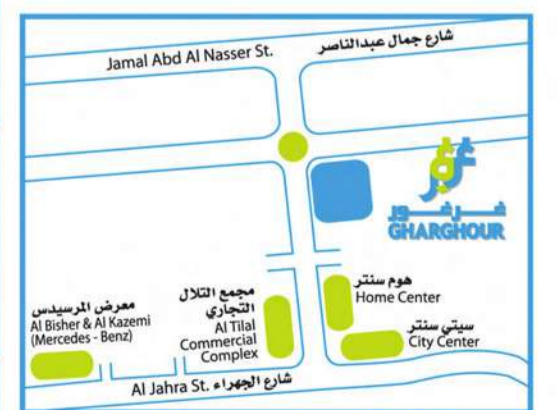 شارع جمال عبدالناصر
Jamal Abd Al Nasser St.
غرغور
غـــرغـــور
GHARGHOUR
هوم سنتر
Home Center
سيتي سنتر
City Center
مجمع التلال
التجاري
Al Tilal
Commercial
Complex
معرض المرسيدس
Al Bisher & Al Kazemi
(Mercedes - Benz)
Al Jahra St. شارع الجهراء